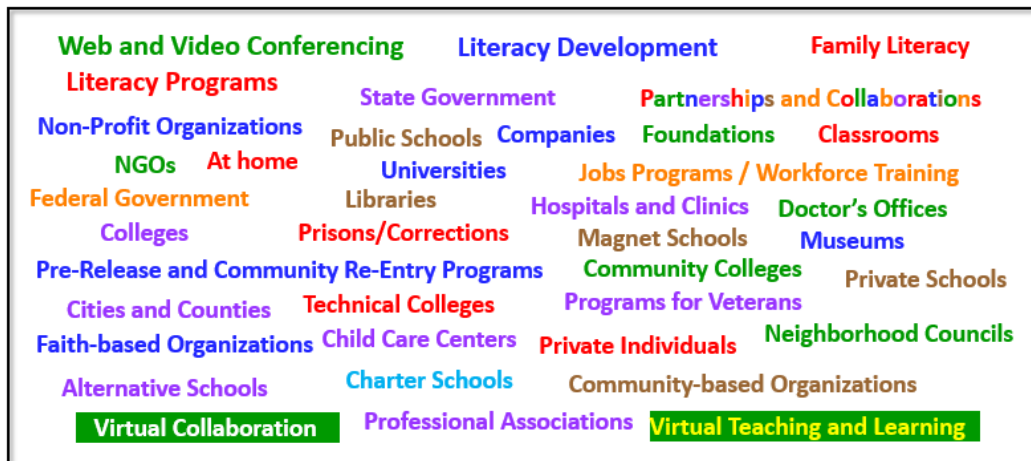 Web and Video Conferencing
Literacy Development
Family Literacy
Literacy Programs
State Government
Partnerships and Collaborations
Non-Profit Organizations
Public Schools
Companies
Foundations
Classrooms
NGOs
At home
Universities
Jobs Programs / Workforce Training
Federal Government
Libraries
Hospitals and Clinics
Doctor's Offices
Colleges
Prisons/Corrections
Magnet Schools
Museums
Pre-Release and Community Re-Entry Programs
Community Colleges
Private Schools
Cities and Counties
Technical Colleges
Programs for Veterans
Faith-based Organizations
Child Care Centers
Private Individuals
Neighborhood Councils
Alternative Schools
Charter Schools
Community-based Organizations
Virtual Collaboration
Professional Associations
Virtual Teaching and Learning